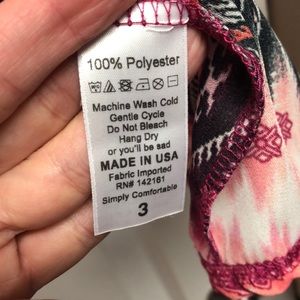 100% Polyester
Machine Wash Cold
Gentle Cycle
Do Not Bleach
Hang Dry
or you'll be sad
MADE IN USA
Fabric Imported
RN# 142161
Simply Comfortable
3